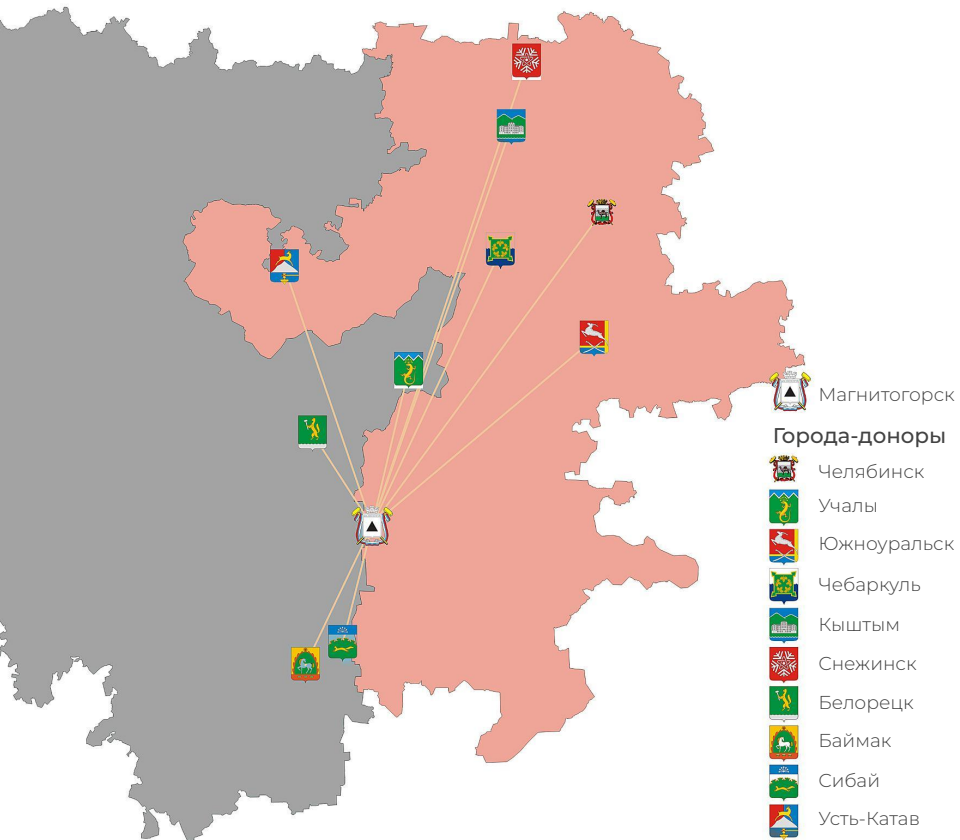 Магнитогорск
Города-доноры
Челябинск
Учалы
Южноуральск
Чебаркуль
Кыштым
Снежинск
Белорецк
Баймак
Сибай
Усть-Катав